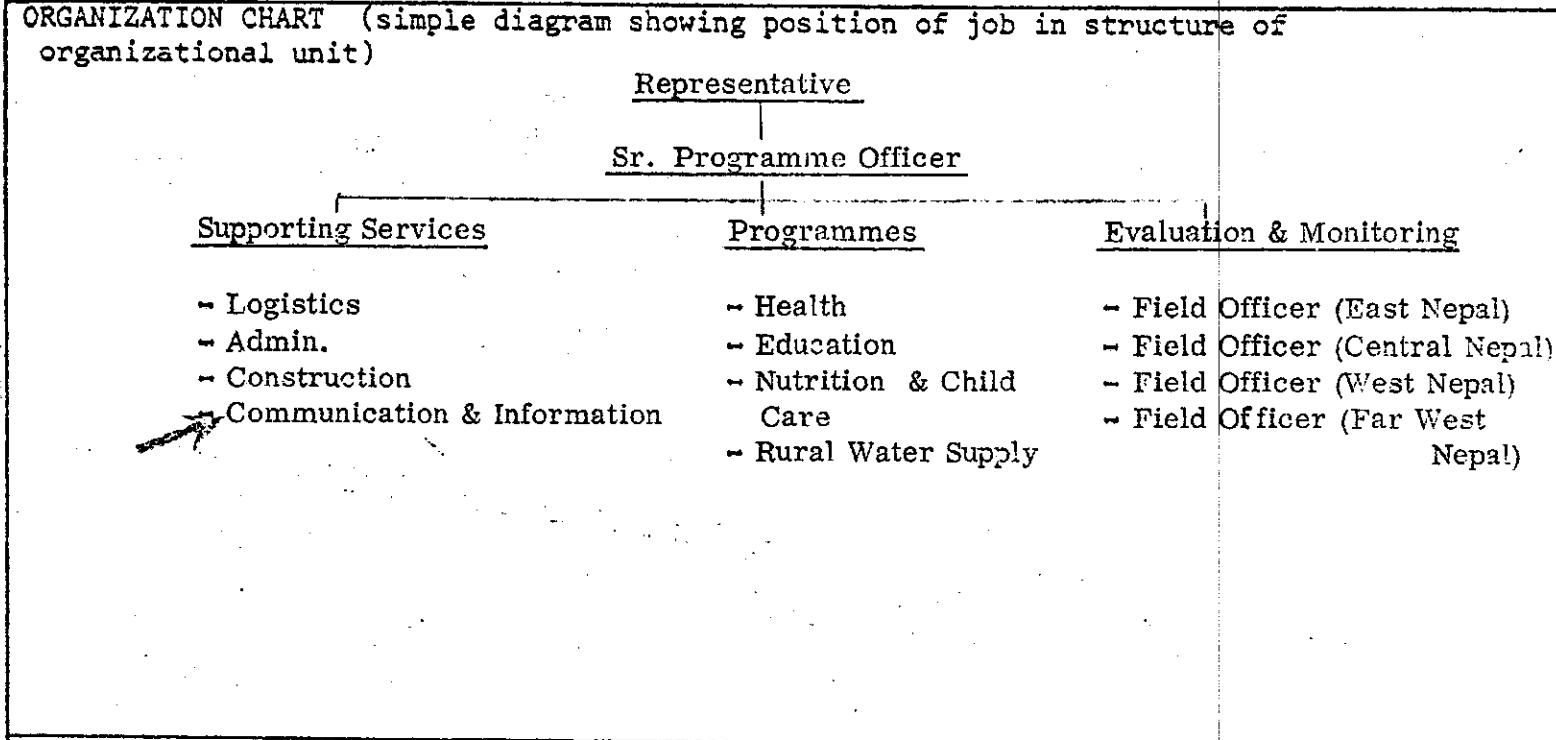 ORGANIZATION CHART (simple diagram showing position of job in structure of
organizational unit)
Representative
Sr. Programme Officer
Supporting Services
- Logistics
- Admin.
- Construction
- Communication & Information
Programmes
- Health
- Education
- Nutrition & Child
Care
- Rural Water Supply
Evaluation & Monitoring
- Field Officer (East Nepal)
- Field Officer (Central Nepal)
- Field Officer (West Nepal)
- Field Officer (Far West
Nepal)